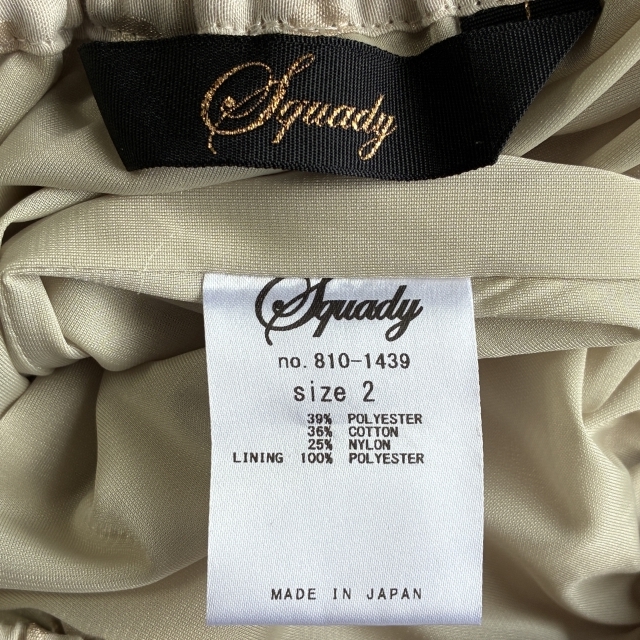 Squady
Squady
no. 810-1439
size 2
39% POLYESTER
36% COTTON
25% NYLON
LINING 100% POLYESTER
MADE IN JAPAN